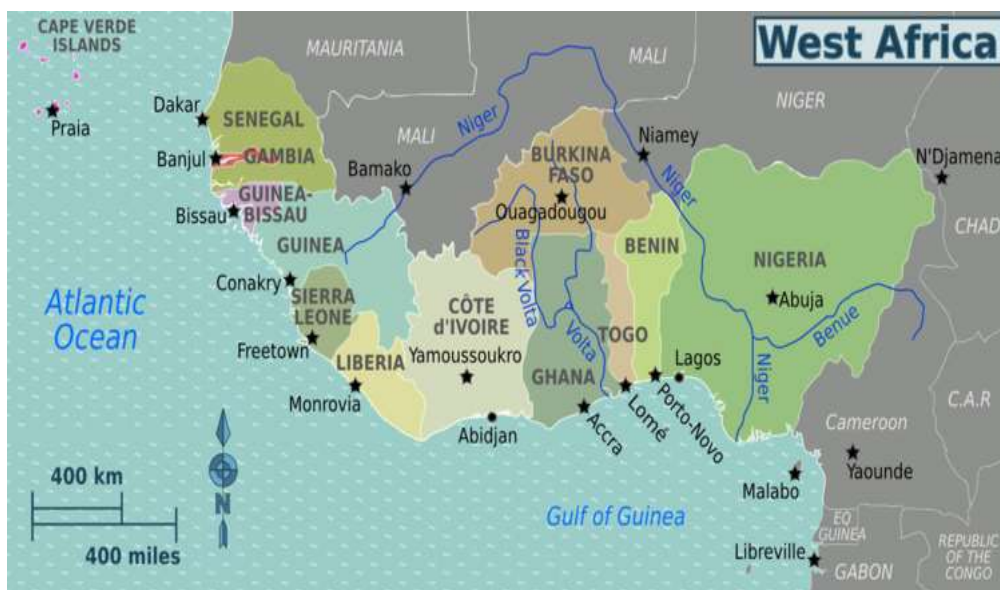 West Africa
CAPE VERDE
ISLANDS
Praia
MAURITANIA
MALI
NIGER
Dakar
SENEGAL
MALI
Niger
Niamey
N'Djamena
Banjul
GAMBIA
Bamako
BURKINA
FASO
Niger
CHAD
GUINEA-
BISSAU
Bissau
Ouagadougou
GUINEA
Black Volta
BENIN
NIGERIA
Conakry
Abuja
Atlantic
Ocean
SIERRA
LEONE
CÔTE
d'IVOIRE
Volta
TOGO
Benue
Freetown
LIBERIA
Yamoussoukro
GHANA
Lagos
Niger
Monrovia
Abidjan
Accra
Lomé
Porto-Novo
Cameroon
C.A.R
Yaounde
400 km
N
400 miles
Gulf of Guinea
Malabo
EQ
GUINEA
Libreville
GABON
REPUBLIC
OF THE
CONGO